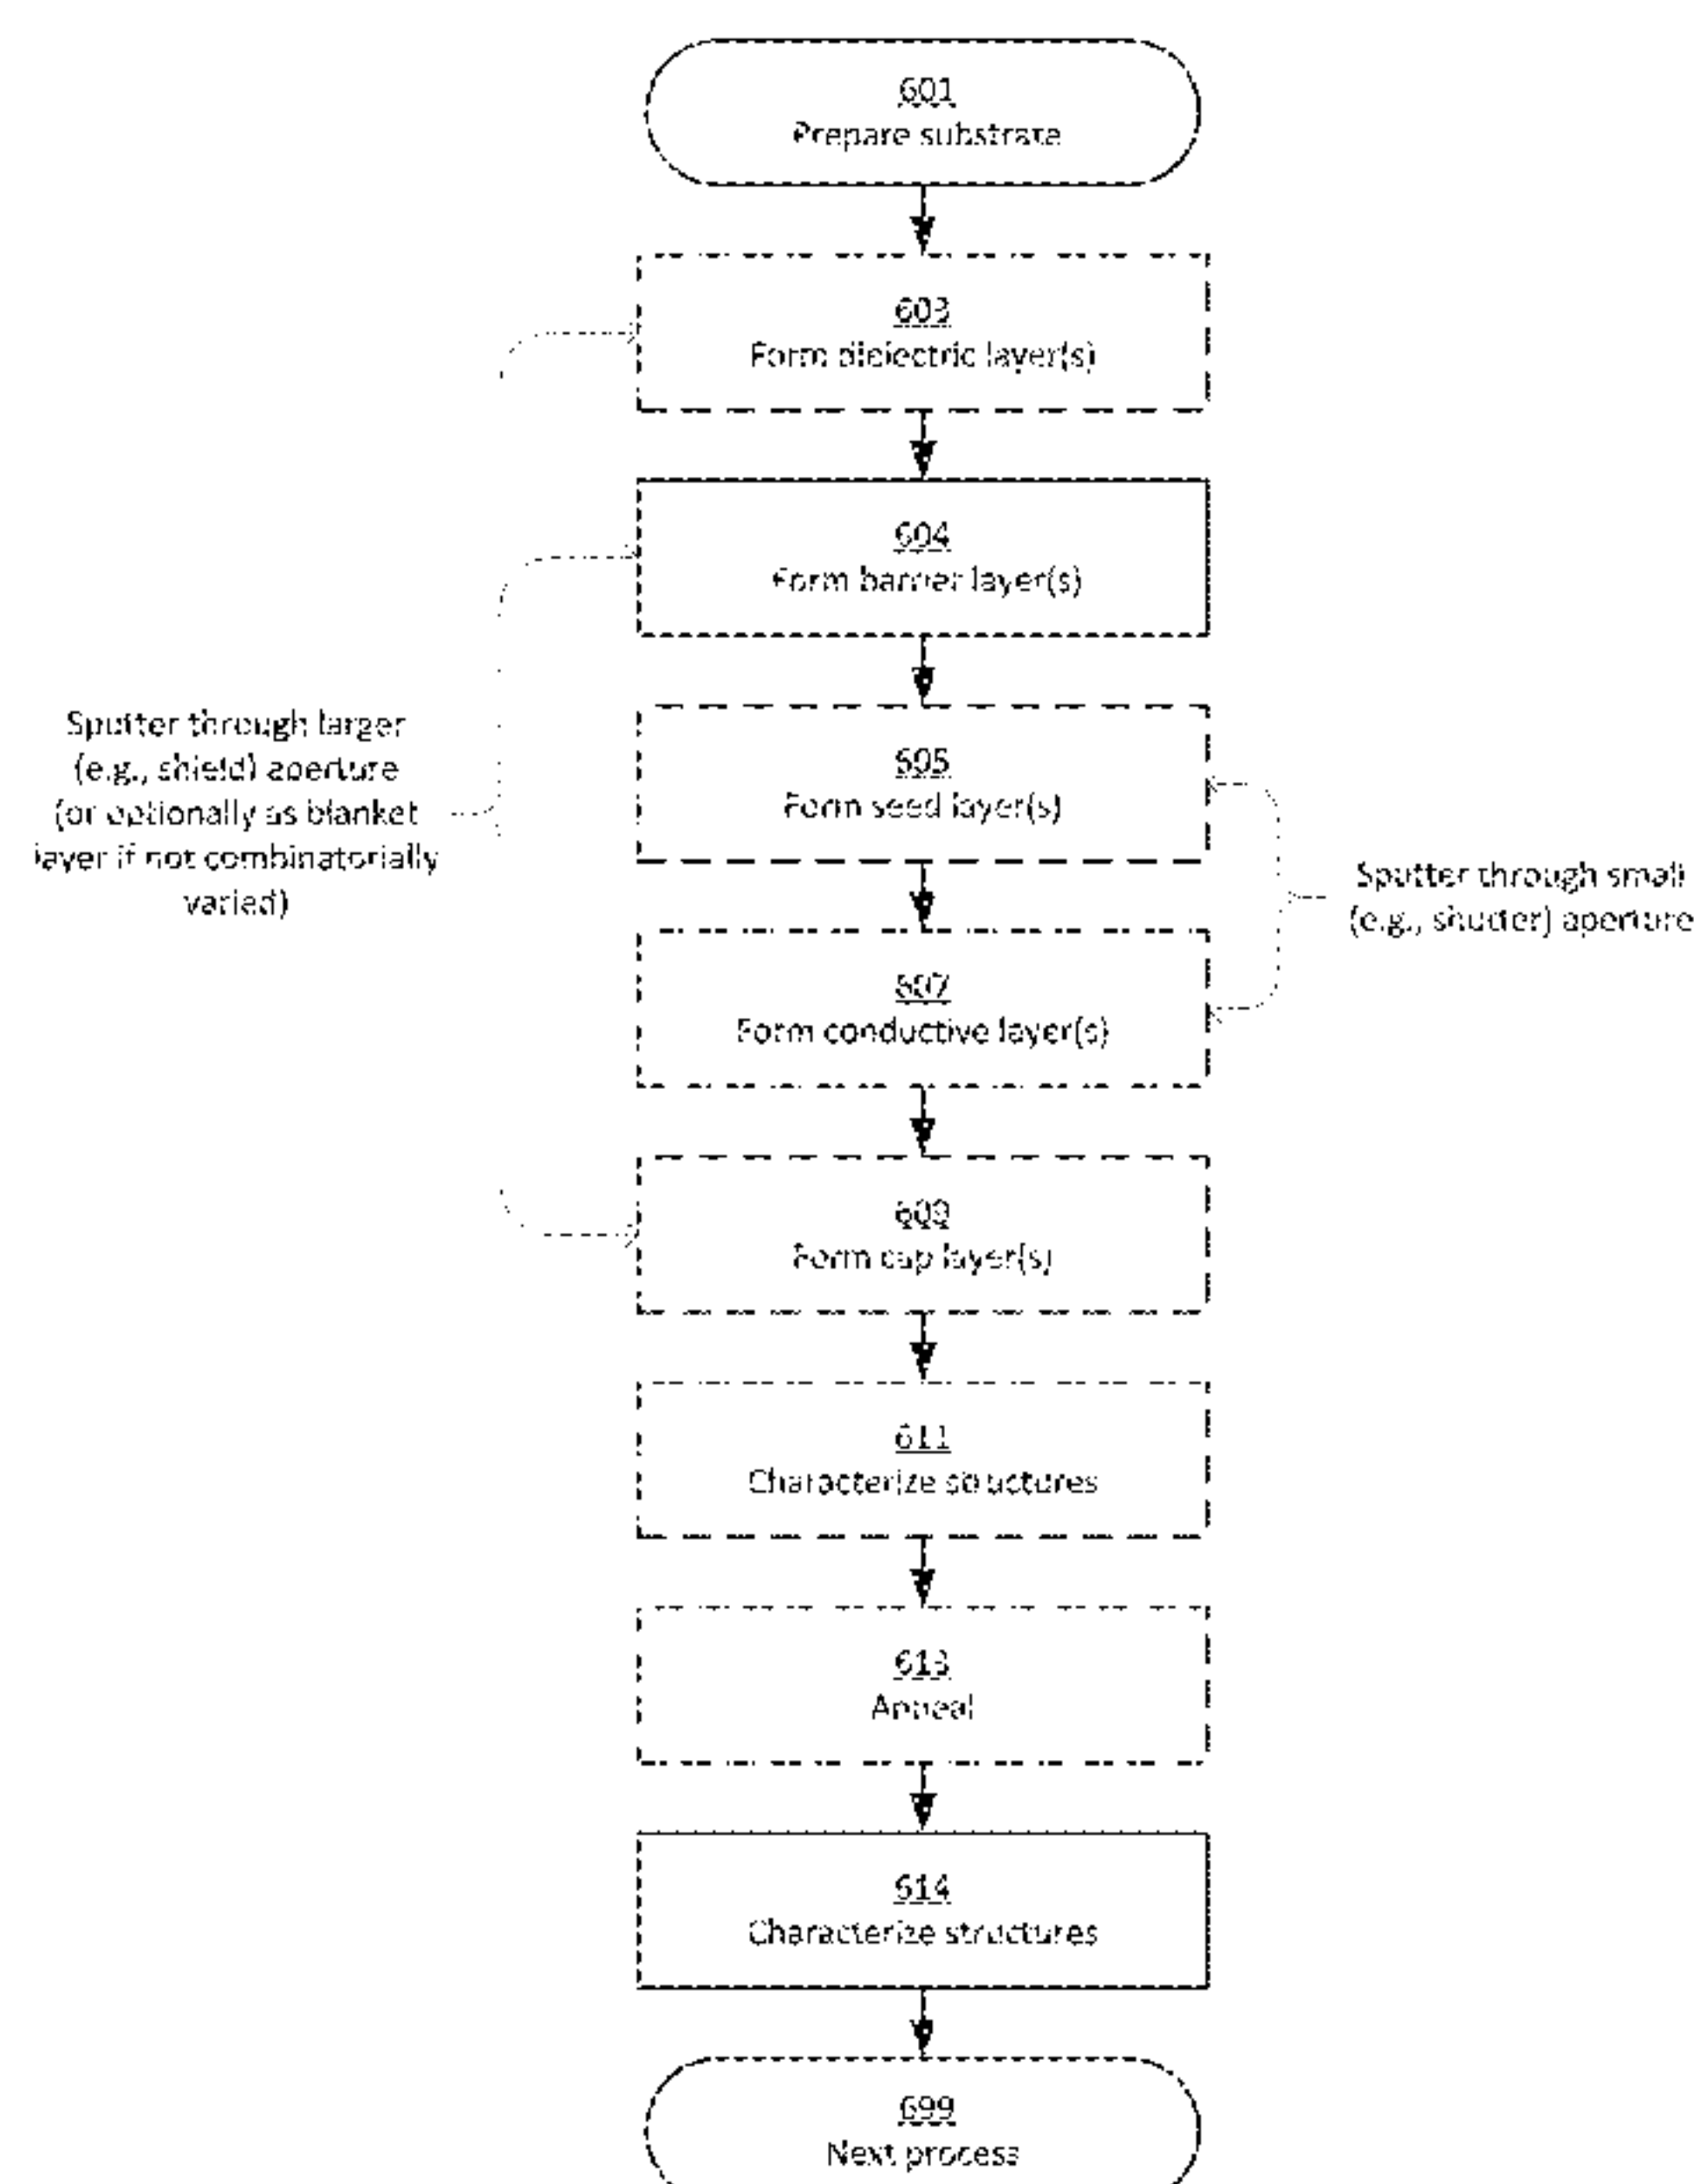 601
Prepare substrate
603
Form dielectric layer(s)
604
Form barrier layer(s)
Sputter through larger
(e.g., shield) aperture
(or optionally as blanket
layer if not combinatorially
varied)
605
Form seed layer(s)
Sputter through small
(e.g., shutter) aperture
607
Form conductive layer(s)
609
Form cap layer(s)
611
Characterize structures
613
Anneal
614
Characterize structures
699
Next process